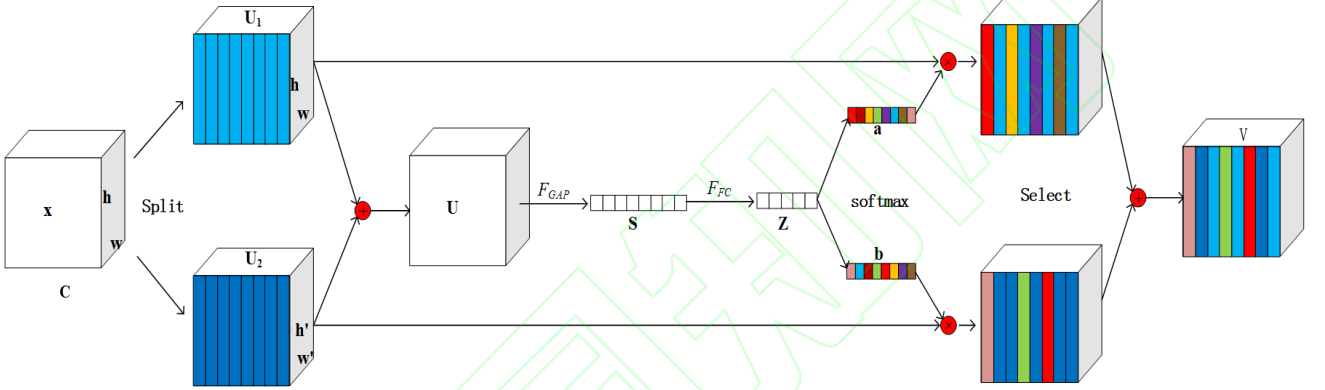 U1
h
w
x
h
w
C
Split
U2
h'
w'
+
U
FGAP
S
FFC
Z
a
softmax
b
×
×
Select
+
V